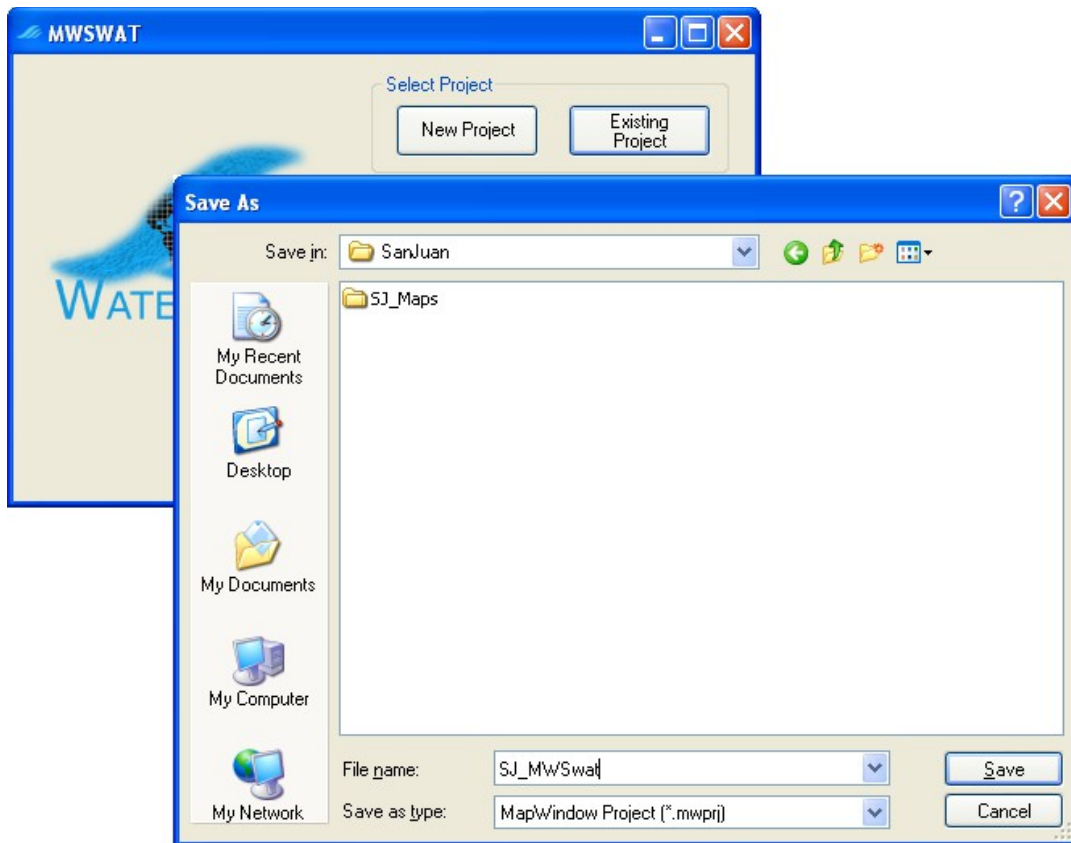 MWSWAT
Select Project
New Project
Existing
Project
WATE
Save As
Save in:
SanJuan
SJ_Maps
My Recent
Documents
Desktop
My Documents
My Computer
My Network
File name:
SJ_MWSwat
Save
Save as type:
MapWindow Project (*.mwprj)
Cancel